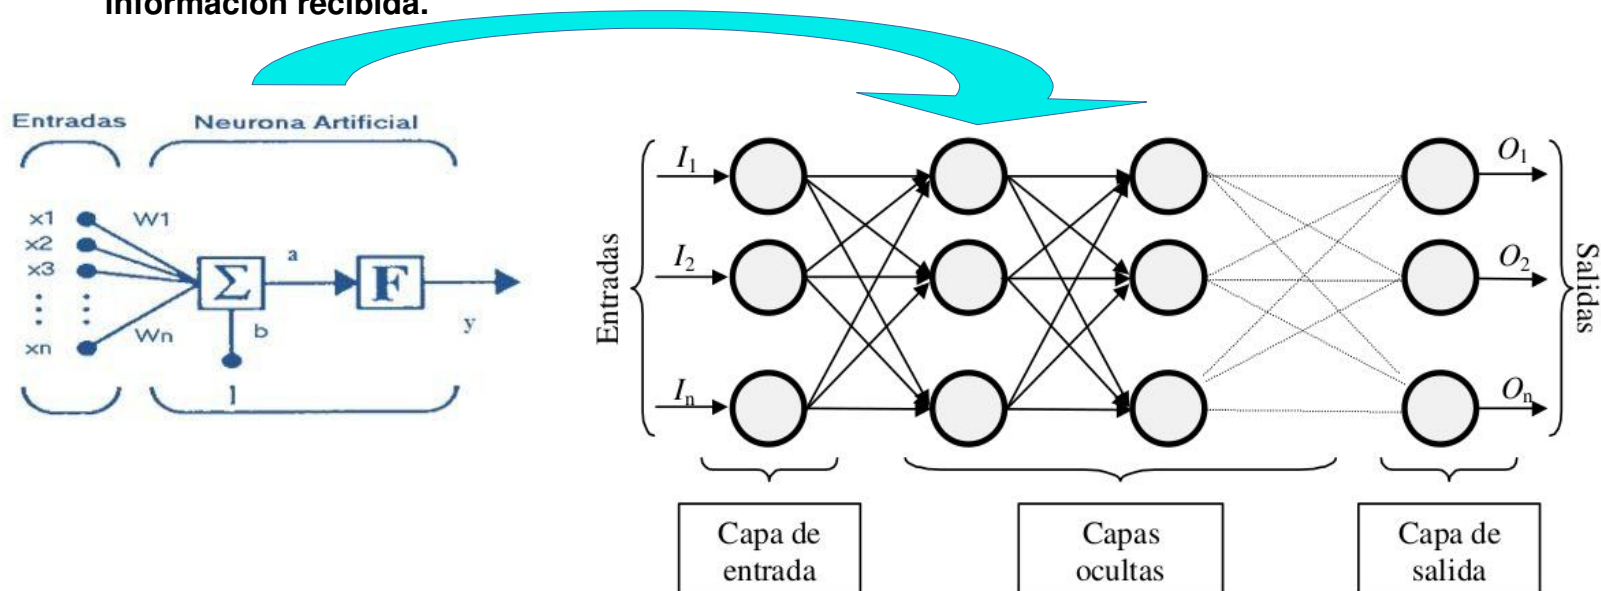 información recibida.
Entradas
Neurona Artificial
x1
W1
x2
x3
a
Σ
F
y
xn
Wn
b
1
Entradas
I1
I2
In
O1
O2
On
Salidas
Capa de
entrada
Capas
ocultas
Capa de
salida